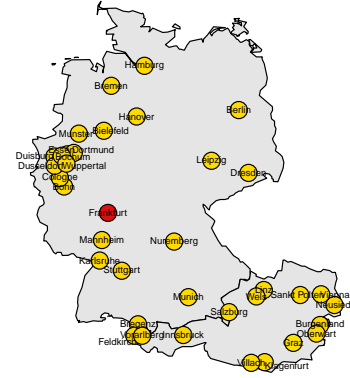 Hamburg
Bremen
Berlin
Hanover
Munster
Bielefeld
Essen
Dortmund
Duisburg
Bochum
Dusseldorf
Wuppertal
Leipzig
Cologne
Dresden
Bonn
Frankfurt
Mannheim
Nuremberg
Karlsruhe
Stuttgart
Linz
Munich
Wels
Sankt Polten
Vienna
Neusiedl
Salzburg
Bregenz
Burgenland
Vorarlberg
Innsbruck
Oberwart
Feldkirch
Graz
Villach
Klagenfurt